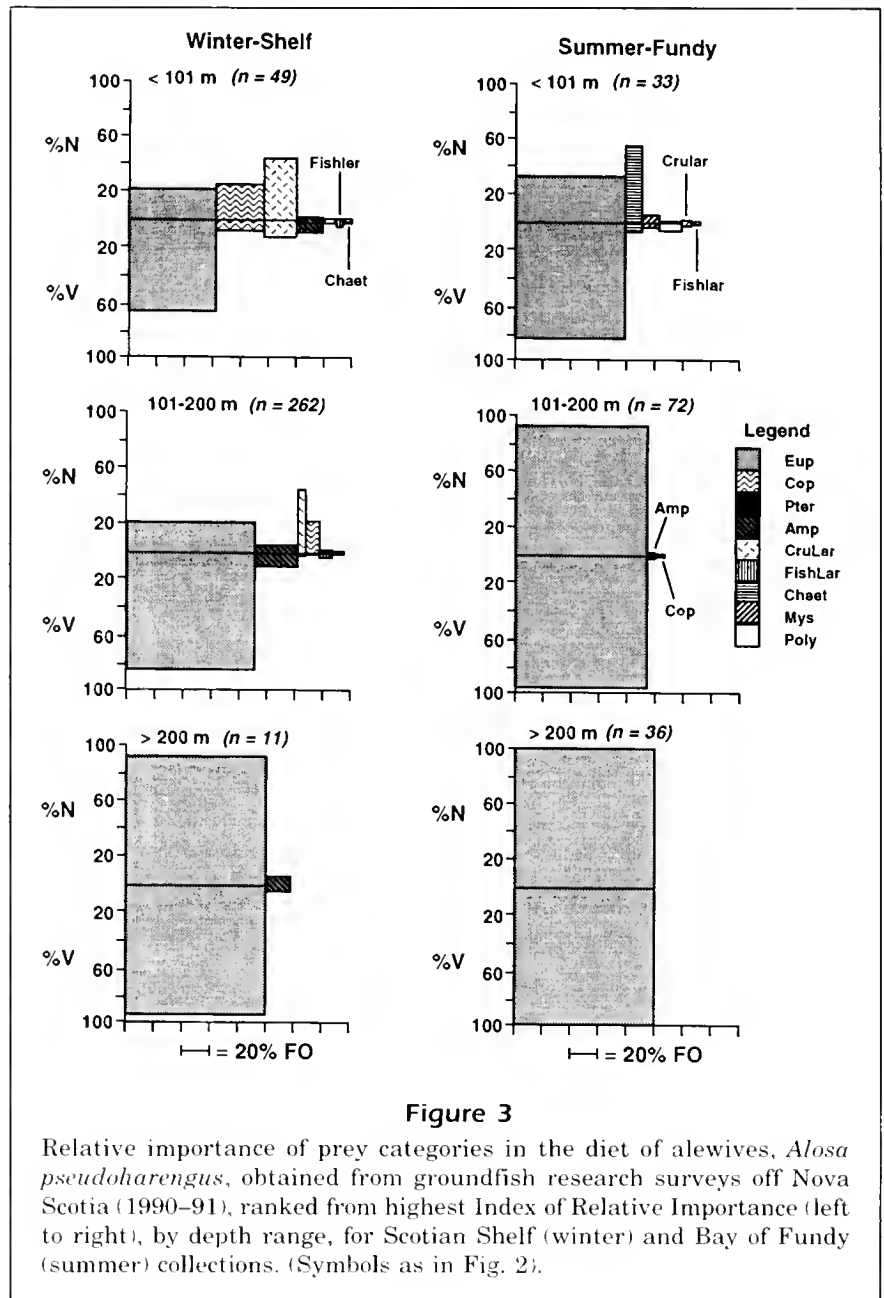 Winter-Shelf
< 101 m (n = 49)
100
60
%N
20
20
%V
60
100
Fishler
Chaet
Summer-Fundy
< 101 m (n = 33)
100
60
%N
20
20
%V
60
100
Crular
Fishlar
101-200 m (n = 262)
100
60
%N
20
20
%V
60
100
101-200 m (n = 72)
100
60
%N
20
20
%V
60
100
Amp
Cop
Legend
Eup
Cop
Pter
Amp
CruLar
FishLar
Chaet
Mys
Poly
> 200 m (n = 11)
100
60
%N
20
20
%V
60
100
= 20% FO
> 200 m (n = 36)
100
60
%N
20
20
%V
60
100
= 20% FO
Figure 3
Relative importance of prey categories in the diet of alewives, Alosa
pseudoharengus, obtained from groundfish research surveys off Nova
Scotia (1990–91), ranked from highest Index of Relative Importance (left
to right), by depth range, for Scotian Shelf (winter) and Bay of Fundy
(summer) collections. (Symbols as in Fig. 2).